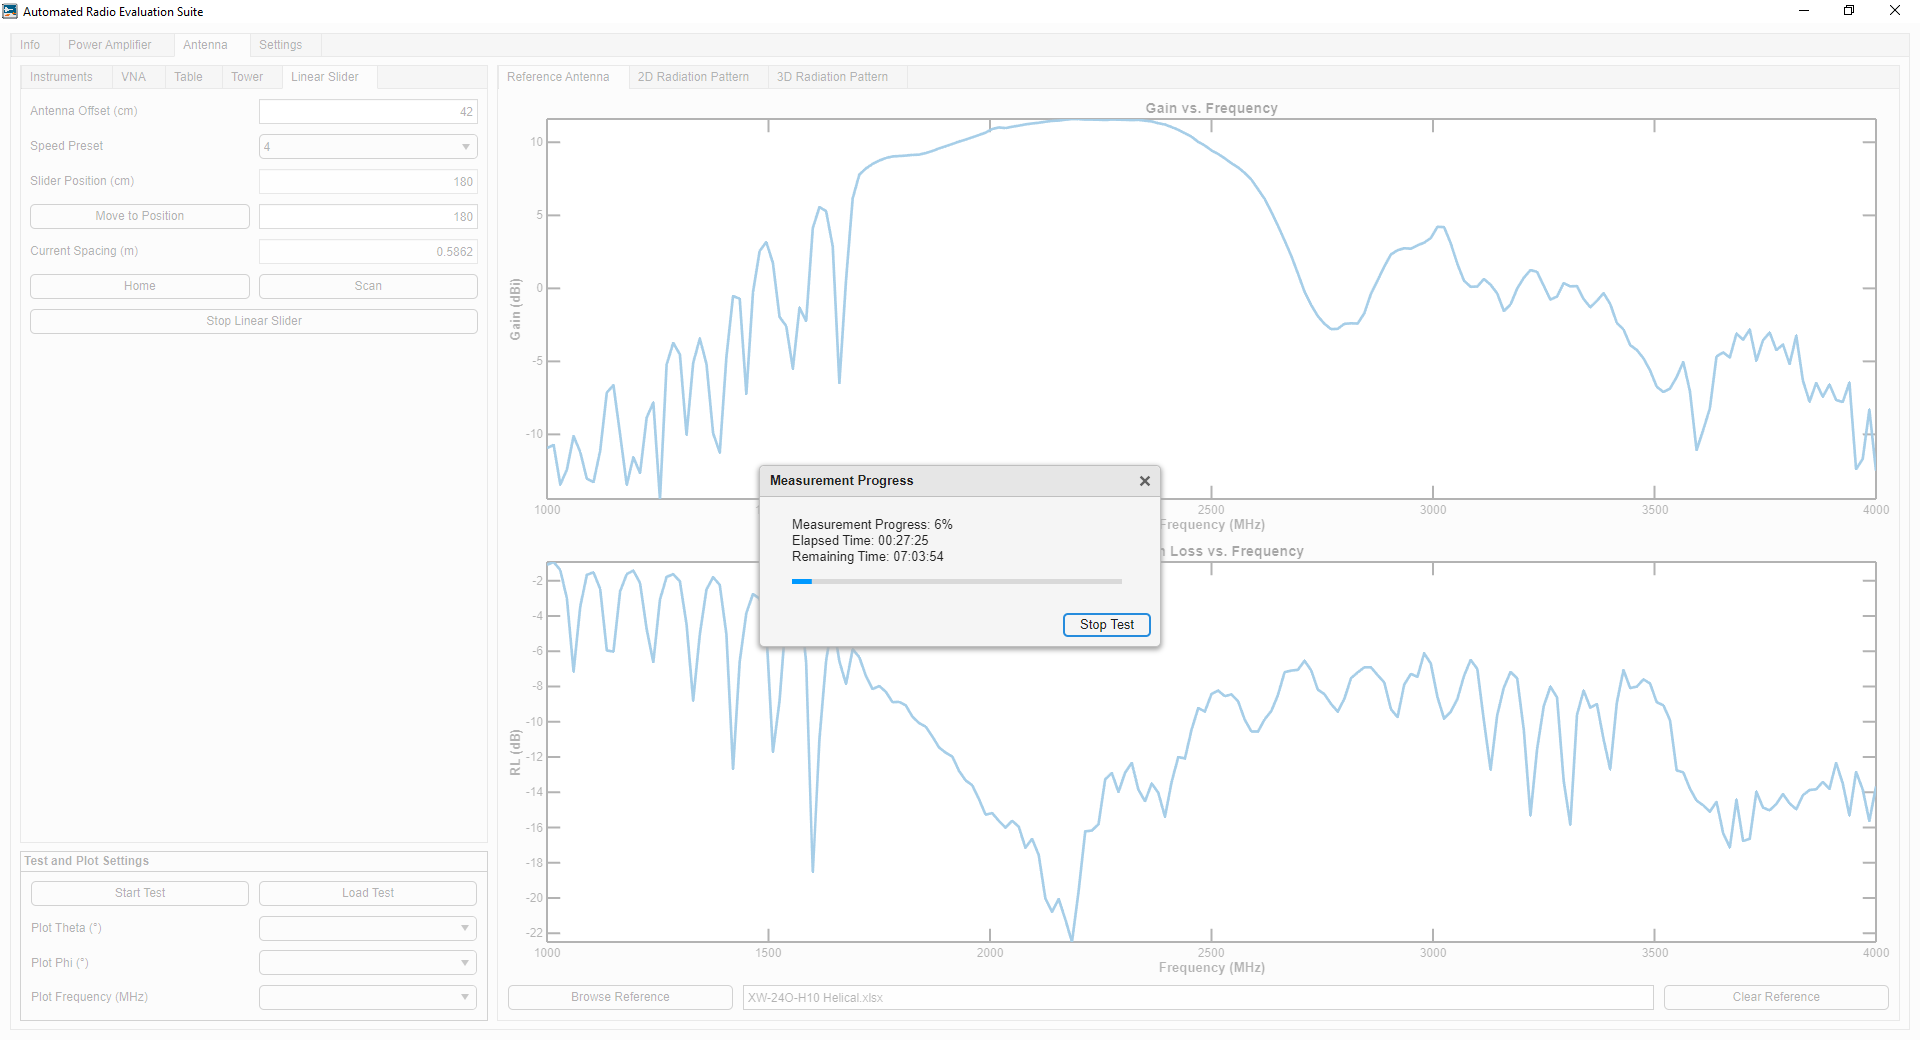 Automated Radio Evaluation Suite
Info Power Amplifier Antenna Settings
Instruments VNA Table Tower Linear Slider
Antenna Offset (cm) 42
Speed Preset 4
Slider Position (cm) 180
Move to Position 180
Current Spacing (m) 0.5862
Home Scan
Stop Linear Slider
Test and Plot Settings
Start Test Load Test
Plot Theta (°)
Plot Phi (°)
Plot Frequency (MHz)
Reference Antenna 2D Radiation Pattern 3D Radiation Pattern
Gain vs. Frequency
Gain (dBi)
10
5
0
-5
-10
1000 2500 3000 3500 4000
Frequency (MHz)
Measurement Progress
Measurement Progress: 6%
Elapsed Time: 00:27:25
Remaining Time: 07:03:54
Stop Test
Loss vs. Frequency
RL (dB)
-2
-4
-6
-8
-10
-12
-14
-16
-18
-20
-22
1000 1500 2000 2500 3000 3500 4000
Frequency (MHz)
Browse Reference XW-24O-H10 Helical.xlsx Clear Reference